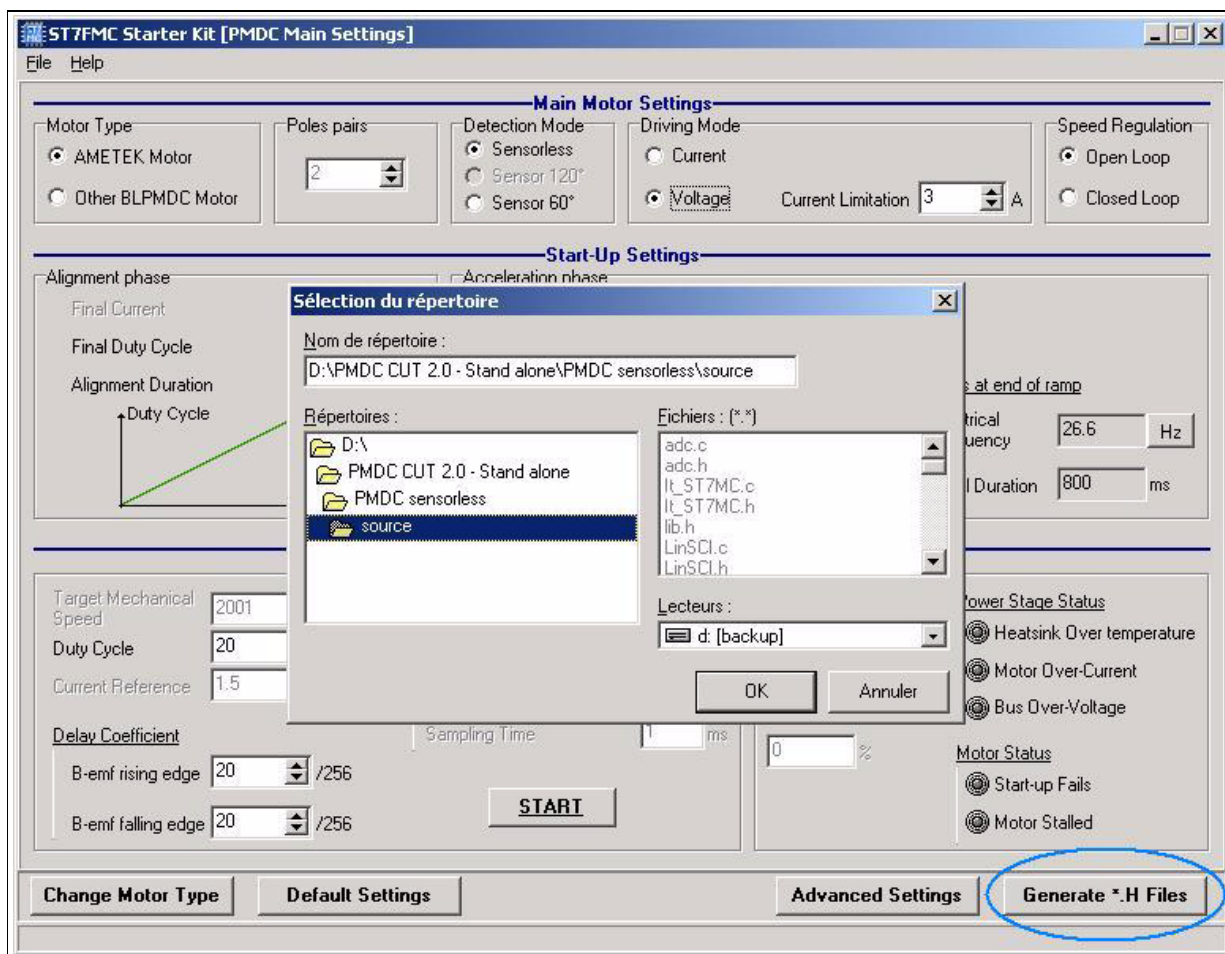 ST7FMC Starter Kit [PMDC Main Settings]
File Help
Main Motor Settings
Motor Type
AMETEK Motor
Other BLPMDC Motor
Poles pairs
2
Detection Mode
Sensorless
Sensor 120°
Sensor 60°
Driving Mode
Current
Voltage
Current Limitation 3 A
Speed Regulation
Open Loop
Closed Loop
Start-Up Settings
Alignment phase
Final Current
Final Duty Cycle
Alignment Duration
Duty Cycle
Acceleration phase
at end of ramp
26.6 Hz
Duration 800 ms
Sélection du répertoire
Nom de répertoire :
D:\PMDC CUT 2.0 - Stand alone\PMDC sensorless\source
Répertoires :
D:\
PMDC CUT 2.0 - Stand alone
PMDC sensorless
source
Fichiers : (*.*)
adc.c
adc.h
lt_ST7MC.c
lt_ST7MC.h
lib.h
LinSCI.c
LinSCI.h
Lecteurs :
d: [backup]
OK Annuler
Target Mechanical
Speed
2001
Duty Cycle 20
Current Reference 1.5
Delay Coefficient
B-emf rising edge 20 /256
B-emf falling edge 20 /256
Sampling Time 1 ms
START
0 %
Power Stage Status
Heatsink Over temperature
Motor Over-Current
Bus Over-Voltage
Motor Status
Start-up Fails
Motor Stalled
Change Motor Type Default Settings Advanced Settings Generate *.H Files